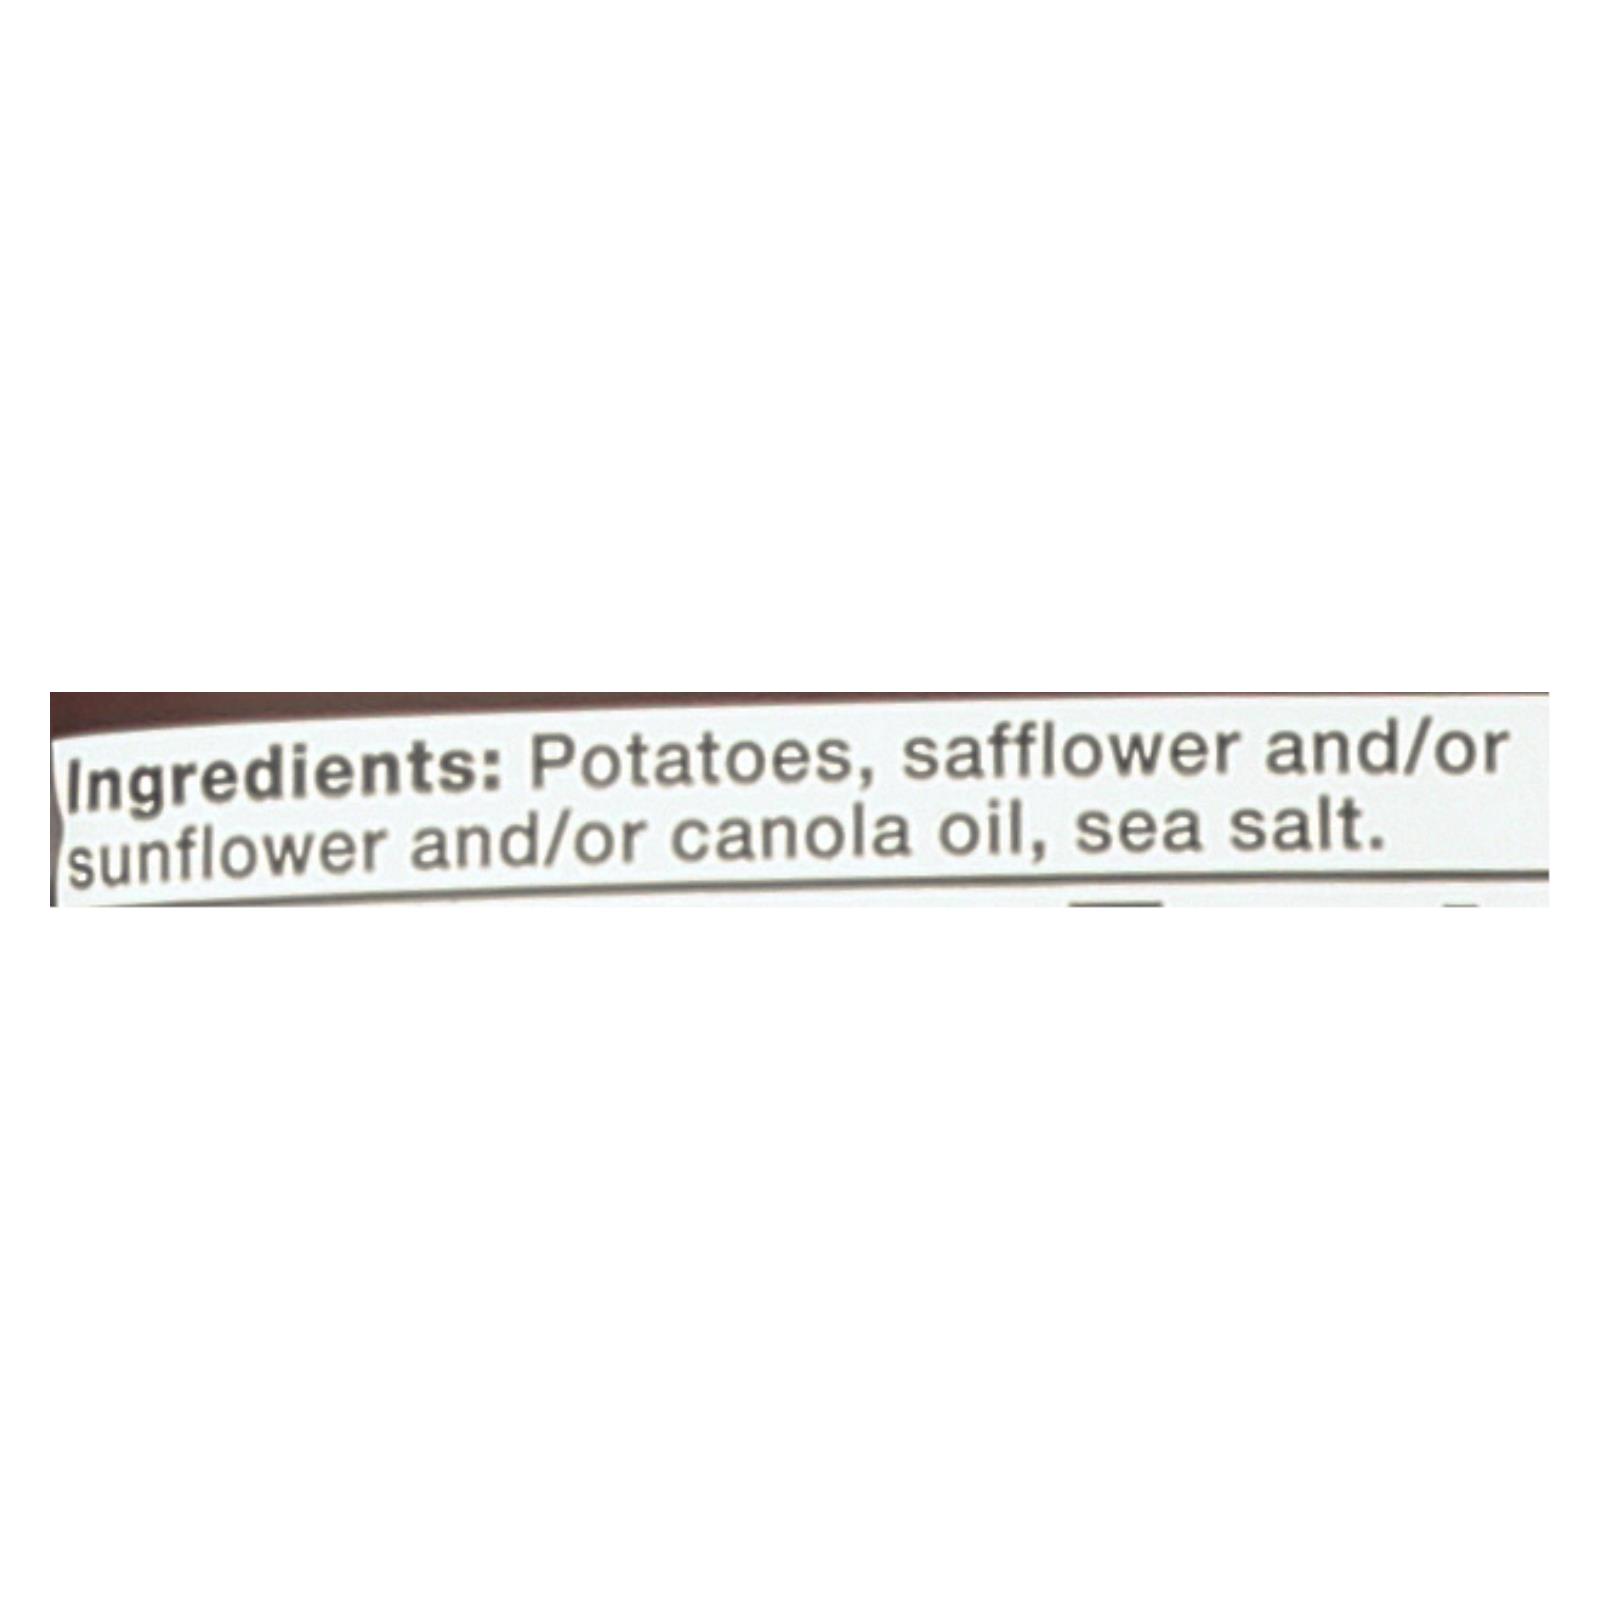 Ingredients: Potatoes, safflower and/or
sunflower and/or canola oil, sea salt.